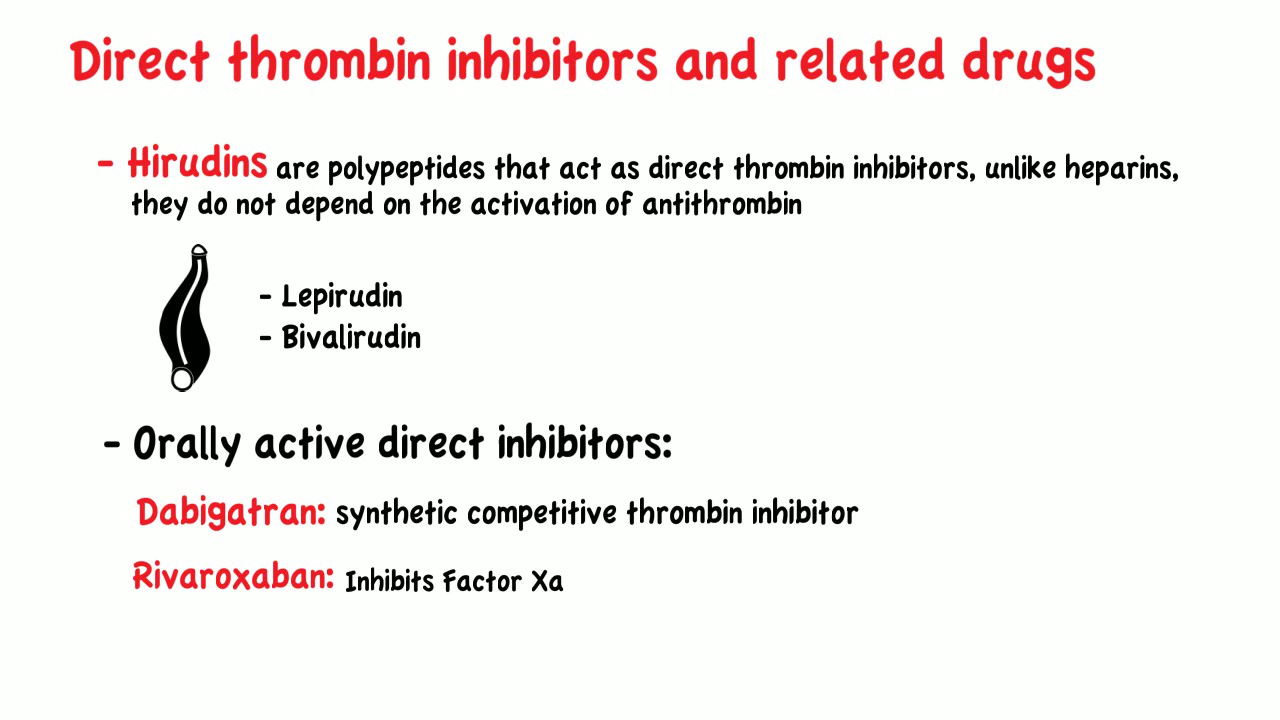 Direct thrombin inhibitors and related drugs
- Hirudins are polypeptides that act as direct thrombin inhibitors, unlike heparins,
they do not depend on the activation of antithrombin
- Lepirudin
- Bivalirudin
- Orally active direct inhibitors:
Dabigatran: synthetic competitive thrombin inhibitor
Rivaroxaban: Inhibits Factor Xa